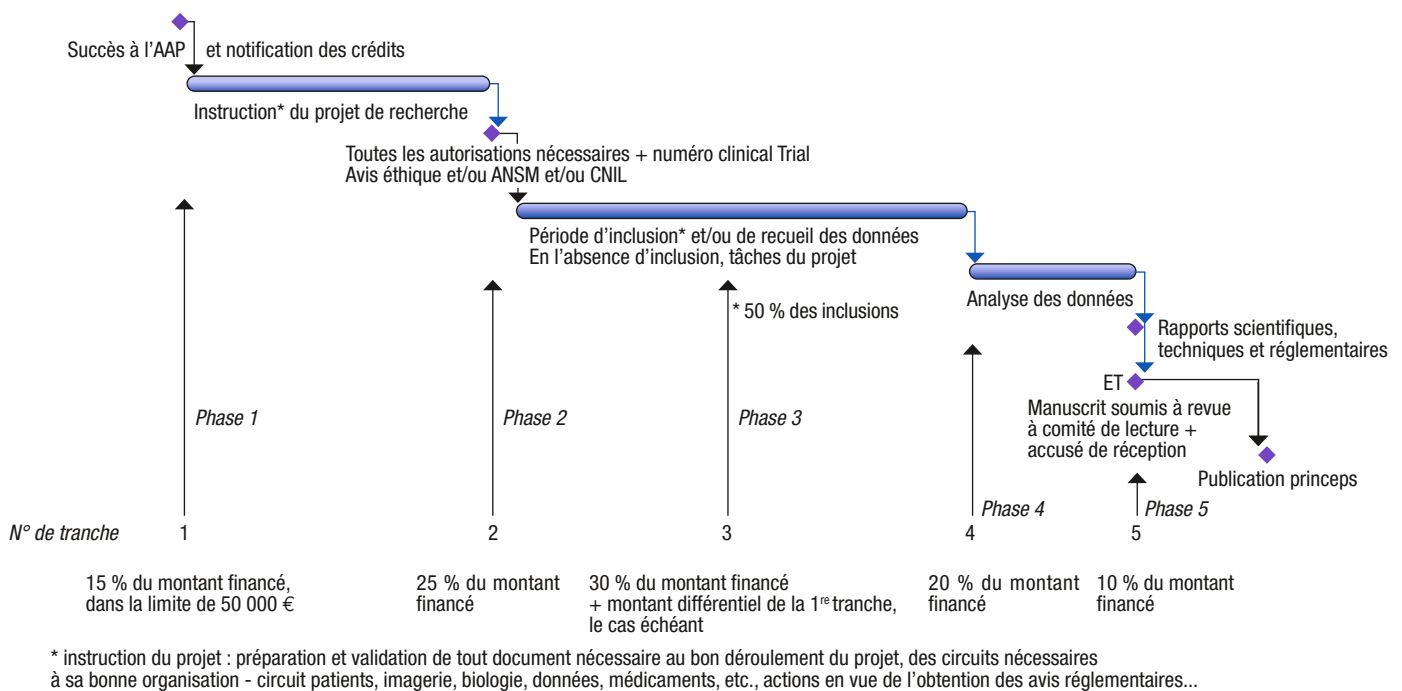 Succès à l'AAP et notification des crédits
Instruction* du projet de recherche
Toutes les autorisations nécessaires + numéro clinical Trial
Avis éthique et/ou ANSM et/ou CNIL
Période d'inclusion* et/ou de recueil des données
En l'absence d'inclusion, tâches du projet
Analyse des données
* 50 % des inclusions
Rapports scientifiques,
techniques et réglementaires
ET
Manuscrit soumis à revue
à comité de lecture +
accusé de réception
Publication princeps
Phase 1
Phase 2
Phase 3
Phase 4
Phase 5
N° de tranche
1
2
3
4
5
15 % du montant financé,
dans la limite de 50 000 €
25 % du montant
financé
30 % du montant financé
+ montant différentiel de la 1re tranche,
le cas échéant
20 % du montant
financé
10 % du montant
financé
* instruction du projet : préparation et validation de tout document nécessaire au bon déroulement du projet, des circuits nécessaires
à sa bonne organisation - circuit patients, imagerie, biologie, données, médicaments, etc., actions en vue de l'obtention des avis réglementaires...